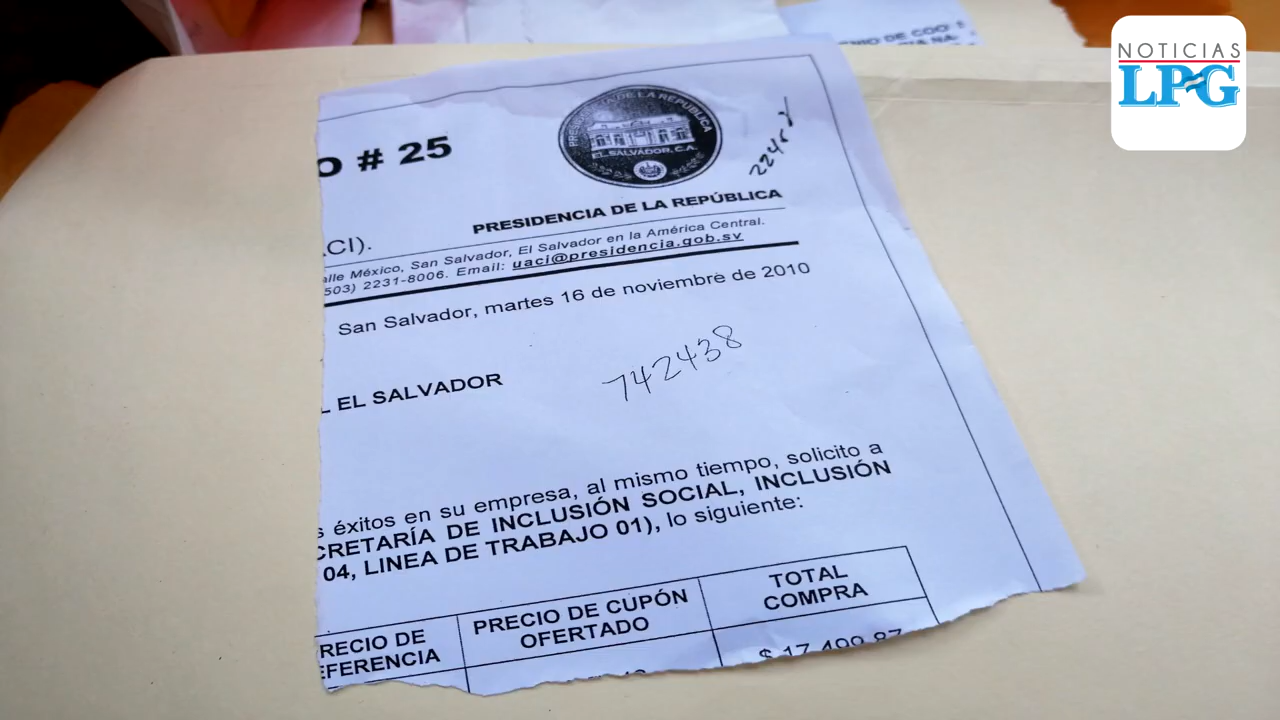 NOTICIAS
LPG
O # 25
PRESIDENCIA DE LA REPÚBLICA
EL SALVADOR, C.A.
PRESIDENCIA DE LA REPÚBLICA
ACI).
alle México, San Salvador, El Salvador en la América Central.
503) 2231-8006. Email: uaci@presidencia.gob.sv
San Salvador, martes 16 de noviembre de 2010
742438
L EL SALVADOR
s éxitos en su empresa, al mismo tiempo, solicito a
CRETARÍA DE INCLUSIÓN SOCIAL, INCLUSIÓN
04, LINEA DE TRABAJO 01), lo siguiente:
RECIO DE
EFERENCIA
PRECIO DE CUPÓN
OFERTADO
TOTAL
COMPRA
$ 17,499.87